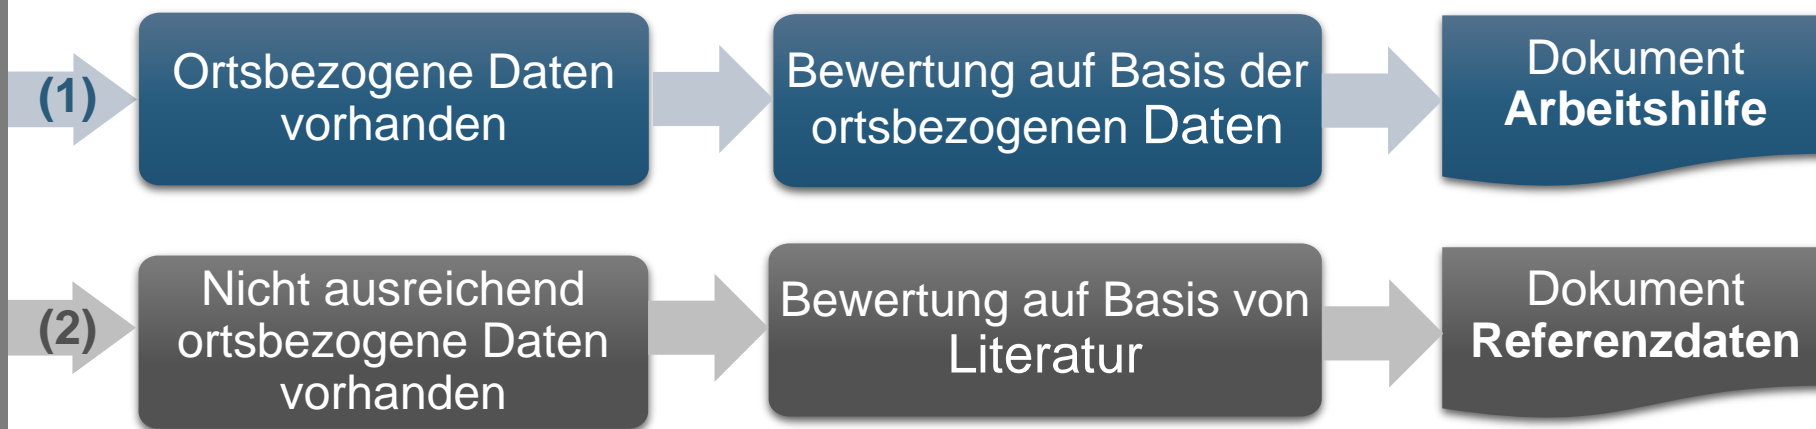 (1)
Ortsbezogene Daten
vorhanden
Bewertung auf Basis der
ortsbezogenen Daten
Dokument
Arbeitshilfe
(2)
Nicht ausreichend
ortsbezogene Daten
vorhanden
Bewertung auf Basis von
Literatur
Dokument
Referenzdaten